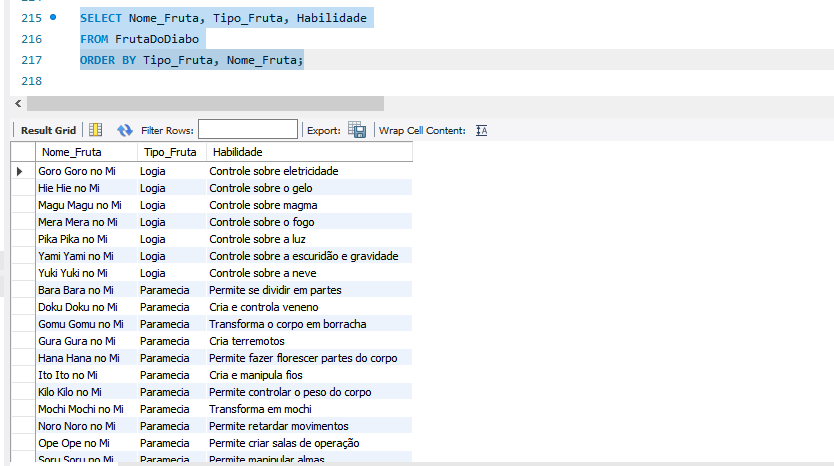 215 SELECT Nome_Fruta, Tipo_Fruta, Habilidade
216 FROM FrutaDoDiabo
217 ORDER BY Tipo_Fruta, Nome_Fruta;
218
Result Grid Filter Rows: Export: Wrap Cell Content: IA
Nome_Fruta Tipo_Fruta Habilidade
Goro Goro no Mi Logia Controle sobre eletricidade
Hie Hie no Mi Logia Controle sobre o gelo
Magu Magu no Mi Logia Controle sobre magma
Mera Mera no Mi Logia Controle sobre o fogo
Pika Pika no Mi Logia Controle sobre a luz
Yami Yami no Mi Logia Controle sobre a escuridão e gravidade
Yuki Yuki no Mi Logia Controle sobre a neve
Bara Bara no Mi Paramecia Permite se dividir em partes
Doku Doku no Mi Paramecia Cria e controla veneno
Gomu Gomu no Mi Paramecia Transforma o corpo em borracha
Gura Gura no Mi Paramecia Cria terremotos
Hana Hana no Mi Paramecia Permite fazer florescer partes do corpo
Ito Ito no Mi Paramecia Cria e manipula fios
Kilo Kilo no Mi Paramecia Permite controlar o peso do corpo
Mochi Mochi no Mi Paramecia Transforma em mochi
Noro Noro no Mi Paramecia Permite retardar movimentos
Ope Ope no Mi Paramecia Permite criar salas de operação
Soru Soru no Mi Paramecia Permite manipular almas